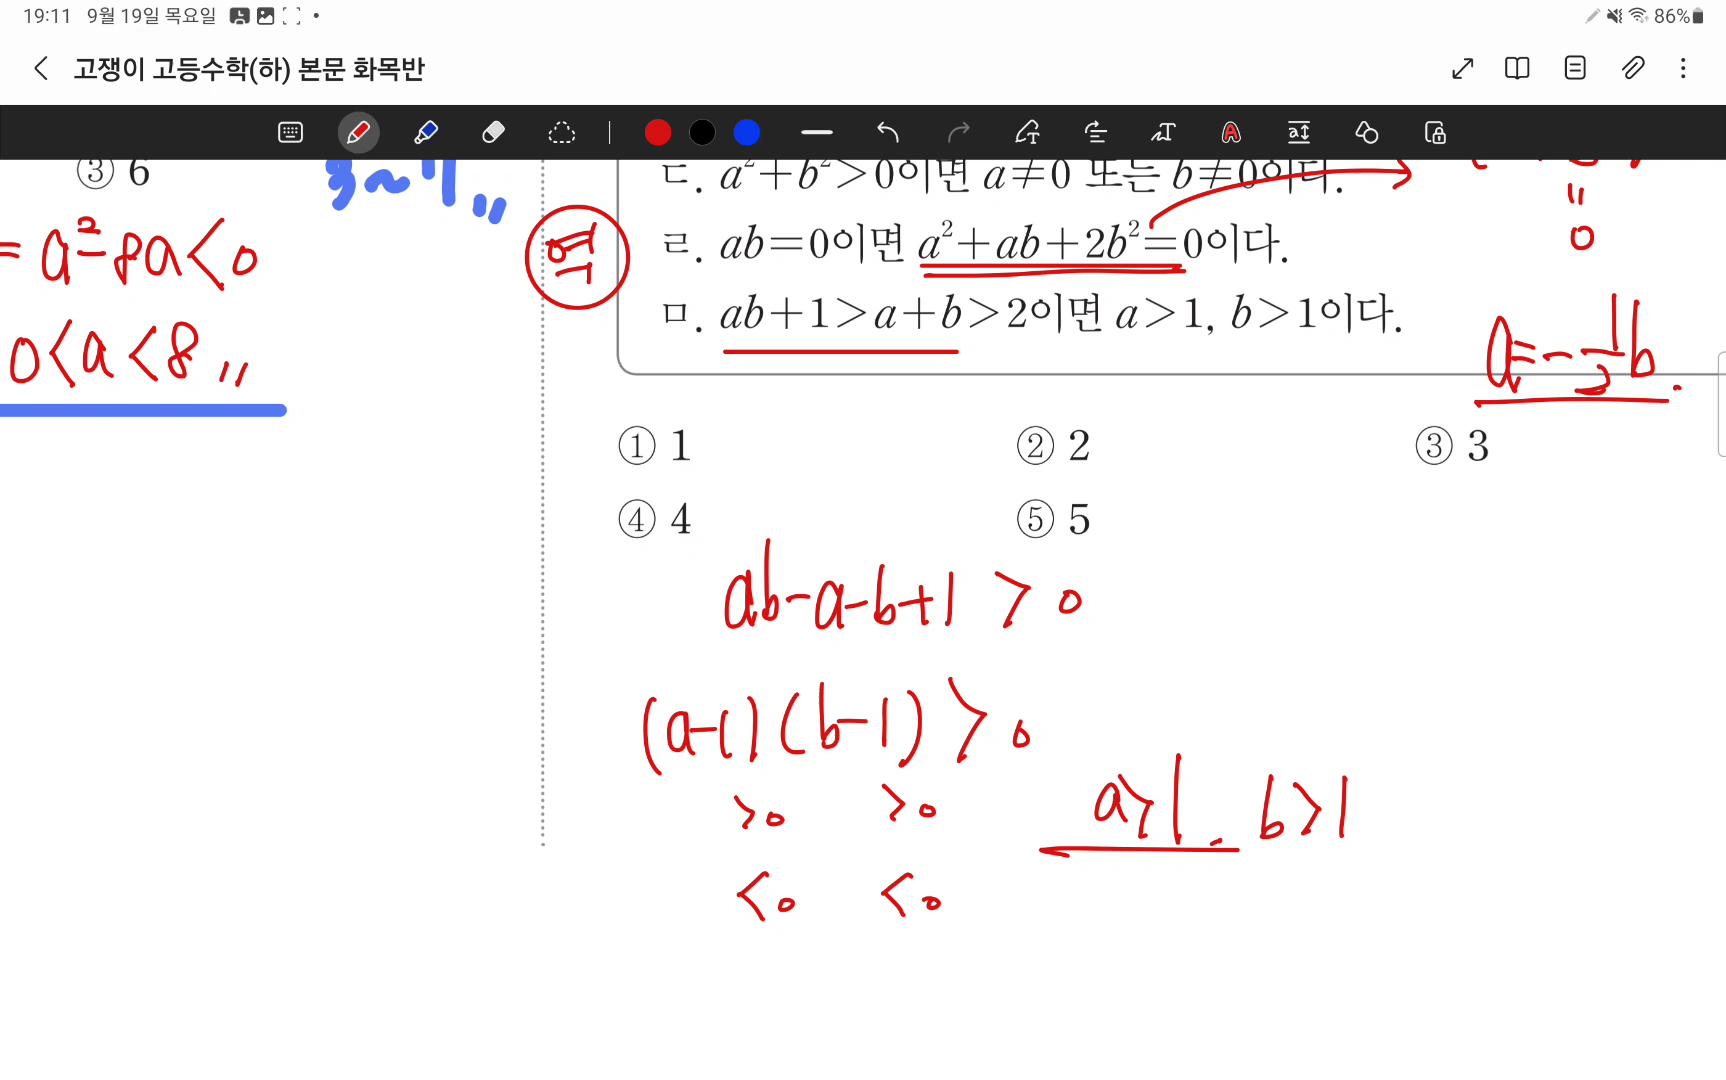 19:11 9월 19일 목요일
86%
고쟁이 고등수학(하) 본문 화목반
③ 6
= a²-8a<0
0<a<8
ㄷ. a²+b²>0이면 a≠0 또는 b≠0이다.
ㄹ. ab=0이면 a²+ab+2b²=0이다.
ㅁ. ab+1>a+b>2이면 a>1, b>1이다.
0
a=-½b
① 1 ② 2 ③ 3
④ 4 ⑤ 5
ab-a-b+1 > 0
(a-1)(b-1)>0
>0 >0
a>1. b>1
<0 <0